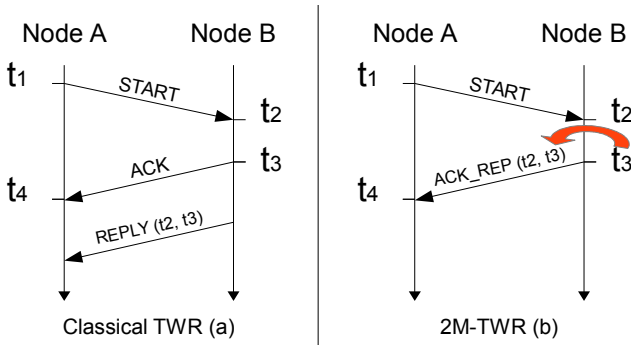 Node A Node B
t1
START
t2
ACK
t3
t4
REPLY (t2, t3)
Classical TWR (a)
Node A Node B
t1
START
t2
ACK_REP (t2, t3)
t3
t4
2M-TWR (b)